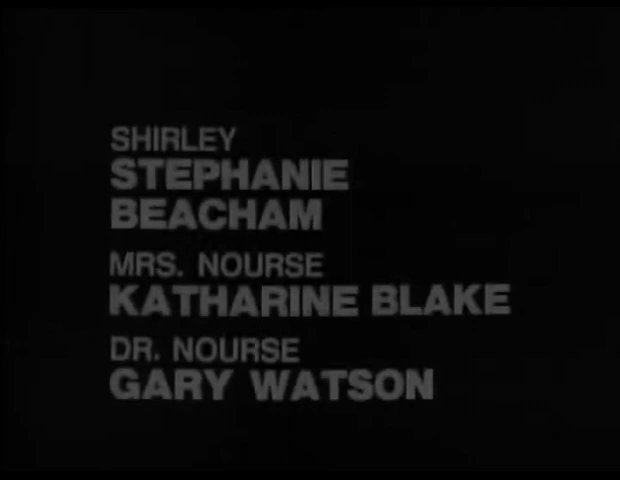 SHIRLEY
STEPHANIE
BEACHAM
MRS. NOURSE
KATHARINE BLAKE
DR. NOURSE
GARY WATSON